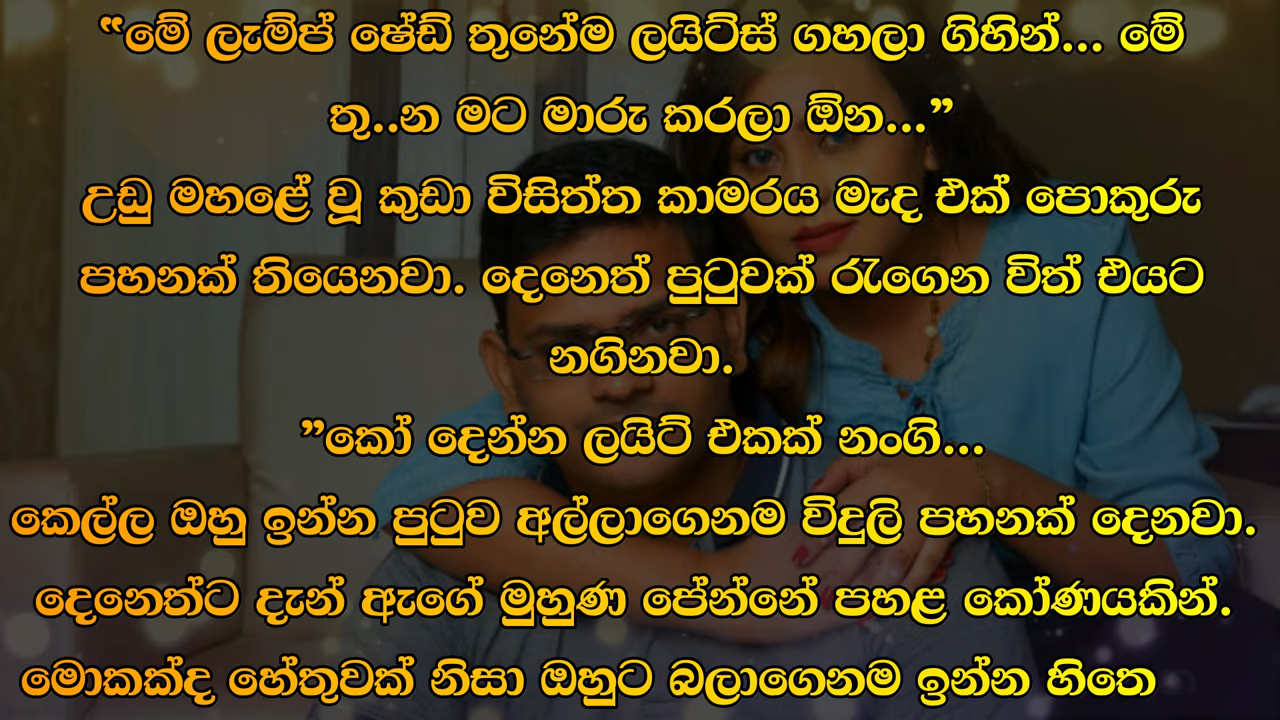 “මේ ලැම්ප් ෂේඩ් තුනේම ලයිට්ස් ගහලා ගිහින්... මේ
තු..න මට මාරු කරලා ඕන...”
උඩු මහළේ වූ කුඩා විසිත්ත කාමරය මැද එක් පොකුරු
පහනක් තියෙනවා. දෙනෙත් පුටුවක් රැගෙන විත් එයට
නගිනවා.
”කෝ දෙන්න ලයිට් එකක් නංගි...
කෙල්ල ඔහු ඉන්න පුටුව අල්ලාගෙනම විදුලි පහනක් දෙනවා.
දෙනෙත්ට දැන් ඇගේ මුහුණ පේන්නේ පහළ කෝණයකින්.
මොකක්ද හේතුවක් නිසා ඔහුට බලාගෙනම ඉන්න හිතෙ